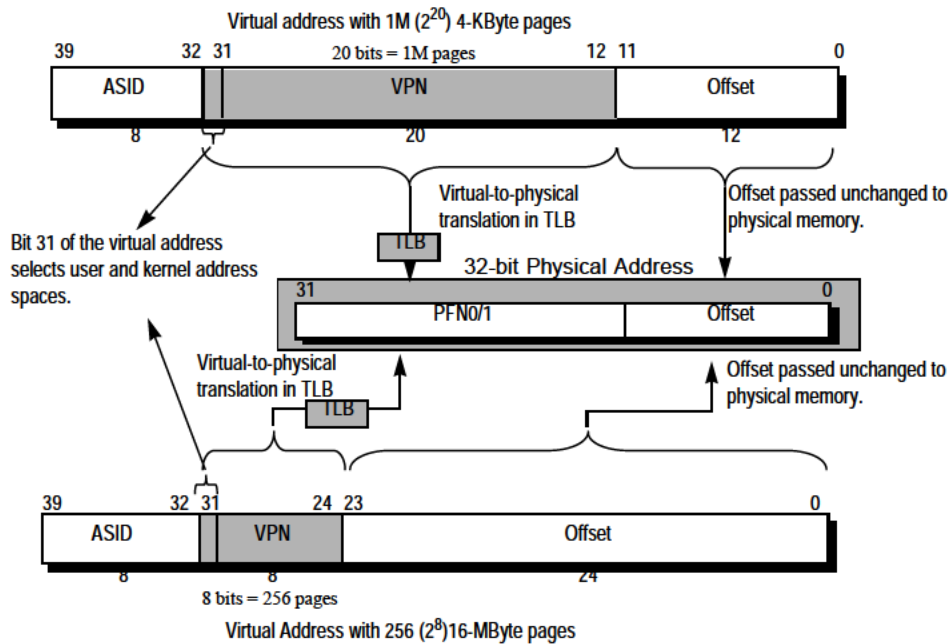 Virtual address with 1M (2²⁰) 4-KByte pages
39 32 31 20 bits = 1M pages 12 11 0
ASID VPN Offset
8 20 12
Virtual-to-physical
translation in TLB
Offset passed unchanged to
physical memory.
TLB
Bit 31 of the virtual address
selects user and kernel address
spaces.
32-bit Physical Address
31 0
PFN0/1 Offset
Virtual-to-physical
translation in TLB
TLB
Offset passed unchanged to
physical memory.
39 32 31 24 23 0
ASID VPN Offset
8 8 24
8 bits = 256 pages
Virtual Address with 256 (2⁸)16-MByte pages